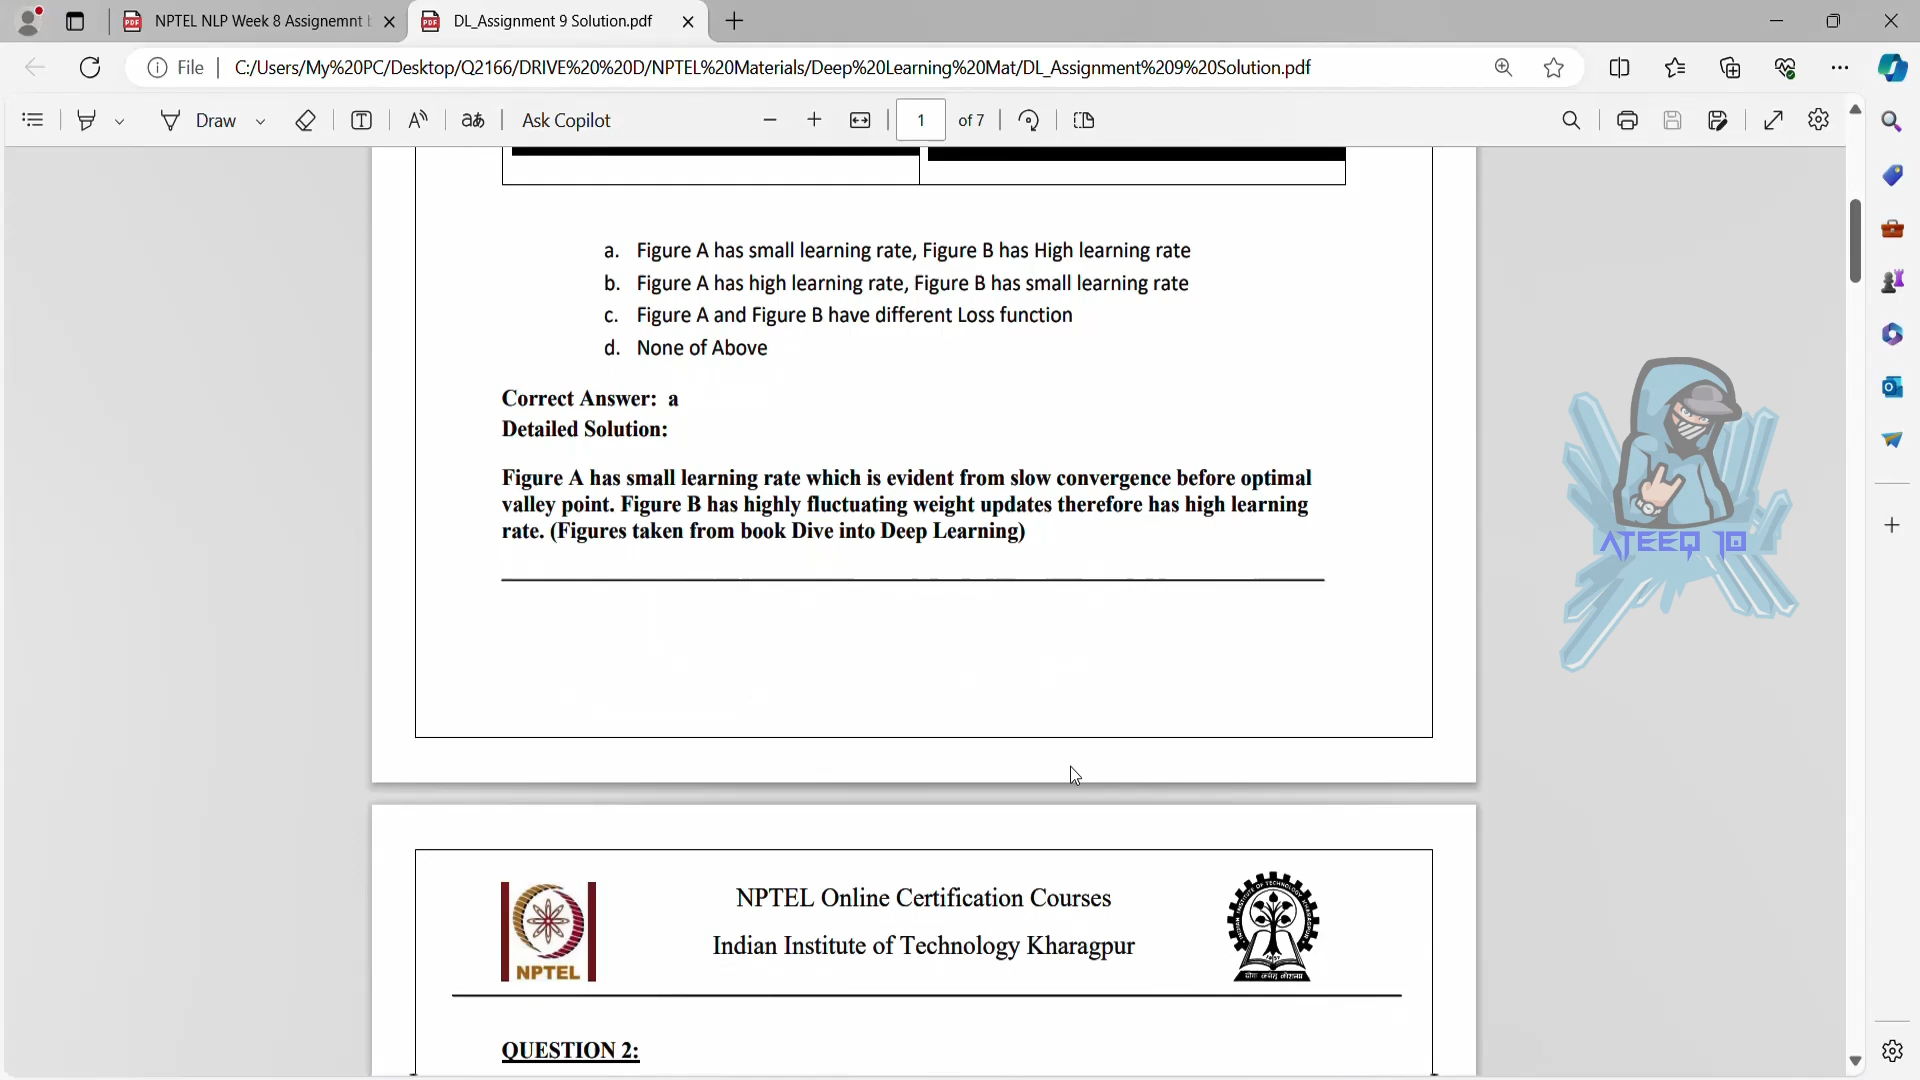 NPTEL NLP Week 8 Assignemnt
DL_Assignment 9 Solution.pdf
File
C:/Users/My%20PC/Desktop/Q2166/DRIVE%20%20D/NPTEL%20Materials/Deep%20Learning%20Mat/DL_Assignment%209%20Solution.pdf
Draw
Ask Copilot
1 of 7
a. Figure A has small learning rate, Figure B has High learning rate
b. Figure A has high learning rate, Figure B has small learning rate
c. Figure A and Figure B have different Loss function
d. None of Above
Correct Answer: a
Detailed Solution:
Figure A has small learning rate which is evident from slow convergence before optimal
valley point. Figure B has highly fluctuating weight updates therefore has high learning
rate. (Figures taken from book Dive into Deep Learning)
ATEEQ 10
NPTEL Online Certification Courses
Indian Institute of Technology Kharagpur
NPTEL
QUESTION 2: